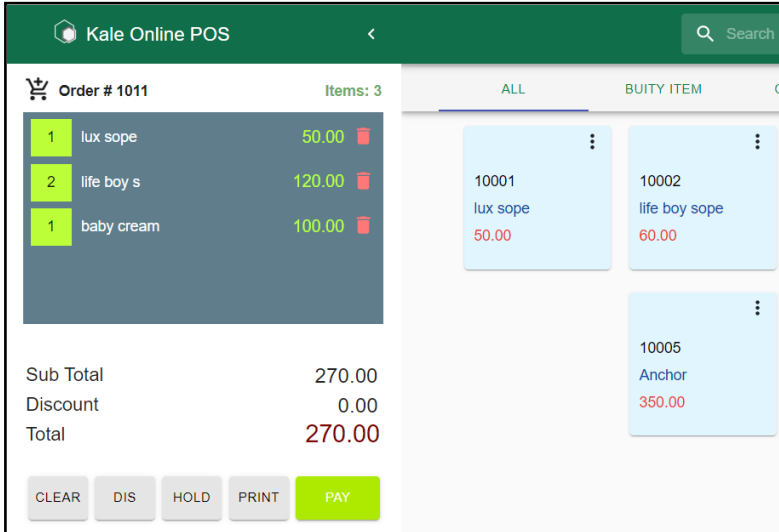 Kale Online POS
Search
Order # 1011 Items: 3
1 lux sope 50.00
2 life boy s 120.00
1 baby cream 100.00
Sub Total 270.00
Discount 0.00
Total 270.00
CLEAR DIS HOLD PRINT PAY
ALL BUITY ITEM
10001
lux sope
50.00
10002
life boy sope
60.00
10005
Anchor
350.00